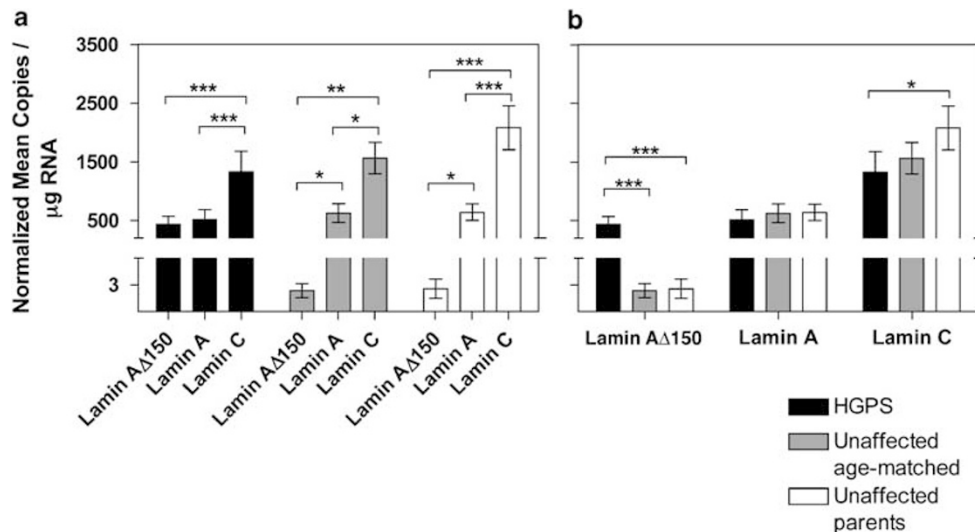 a
b
Normalized Mean Copies /
µg RNA
3500
2500
1500
500
3
***
***
**
*
*
***
***
*
***
***
*
Lamin AΔ150
Lamin A
Lamin C
Lamin AΔ150
Lamin A
Lamin C
Lamin AΔ150
Lamin A
Lamin C
Lamin AΔ150
Lamin A
Lamin C
HGPS
Unaffected
age-matched
Unaffected
parents